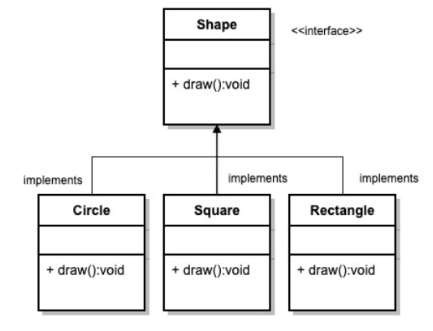 Shape
<<interface>>
+ draw():void
implements
implements
implements
Circle
Square
Rectangle
+ draw():void
+ draw():void
+ draw():void